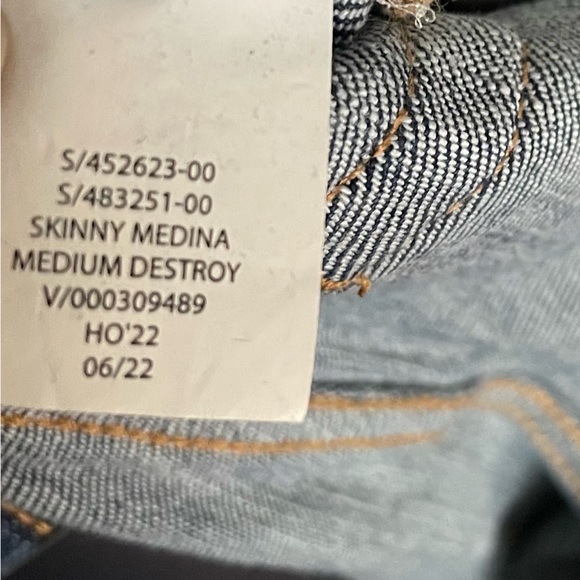 S/452623-00
S/483251-00
SKINNY MEDINA
MEDIUM DESTROY
V/000309489
HO'22
06/22